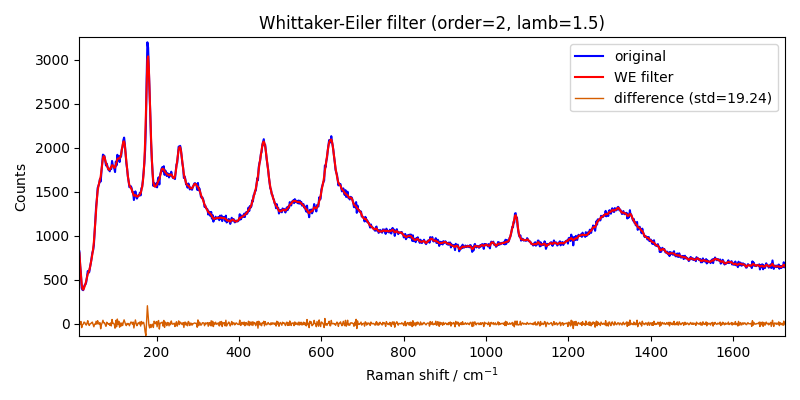 Whittaker-Eiler filter (order=2, lamb=1.5)
original
WE filter
difference (std=19.24)
Counts
3000
2500
2000
1500
1000
500
0
200 400 600 800 1000 1200 1400 1600
Raman shift / cm⁻¹